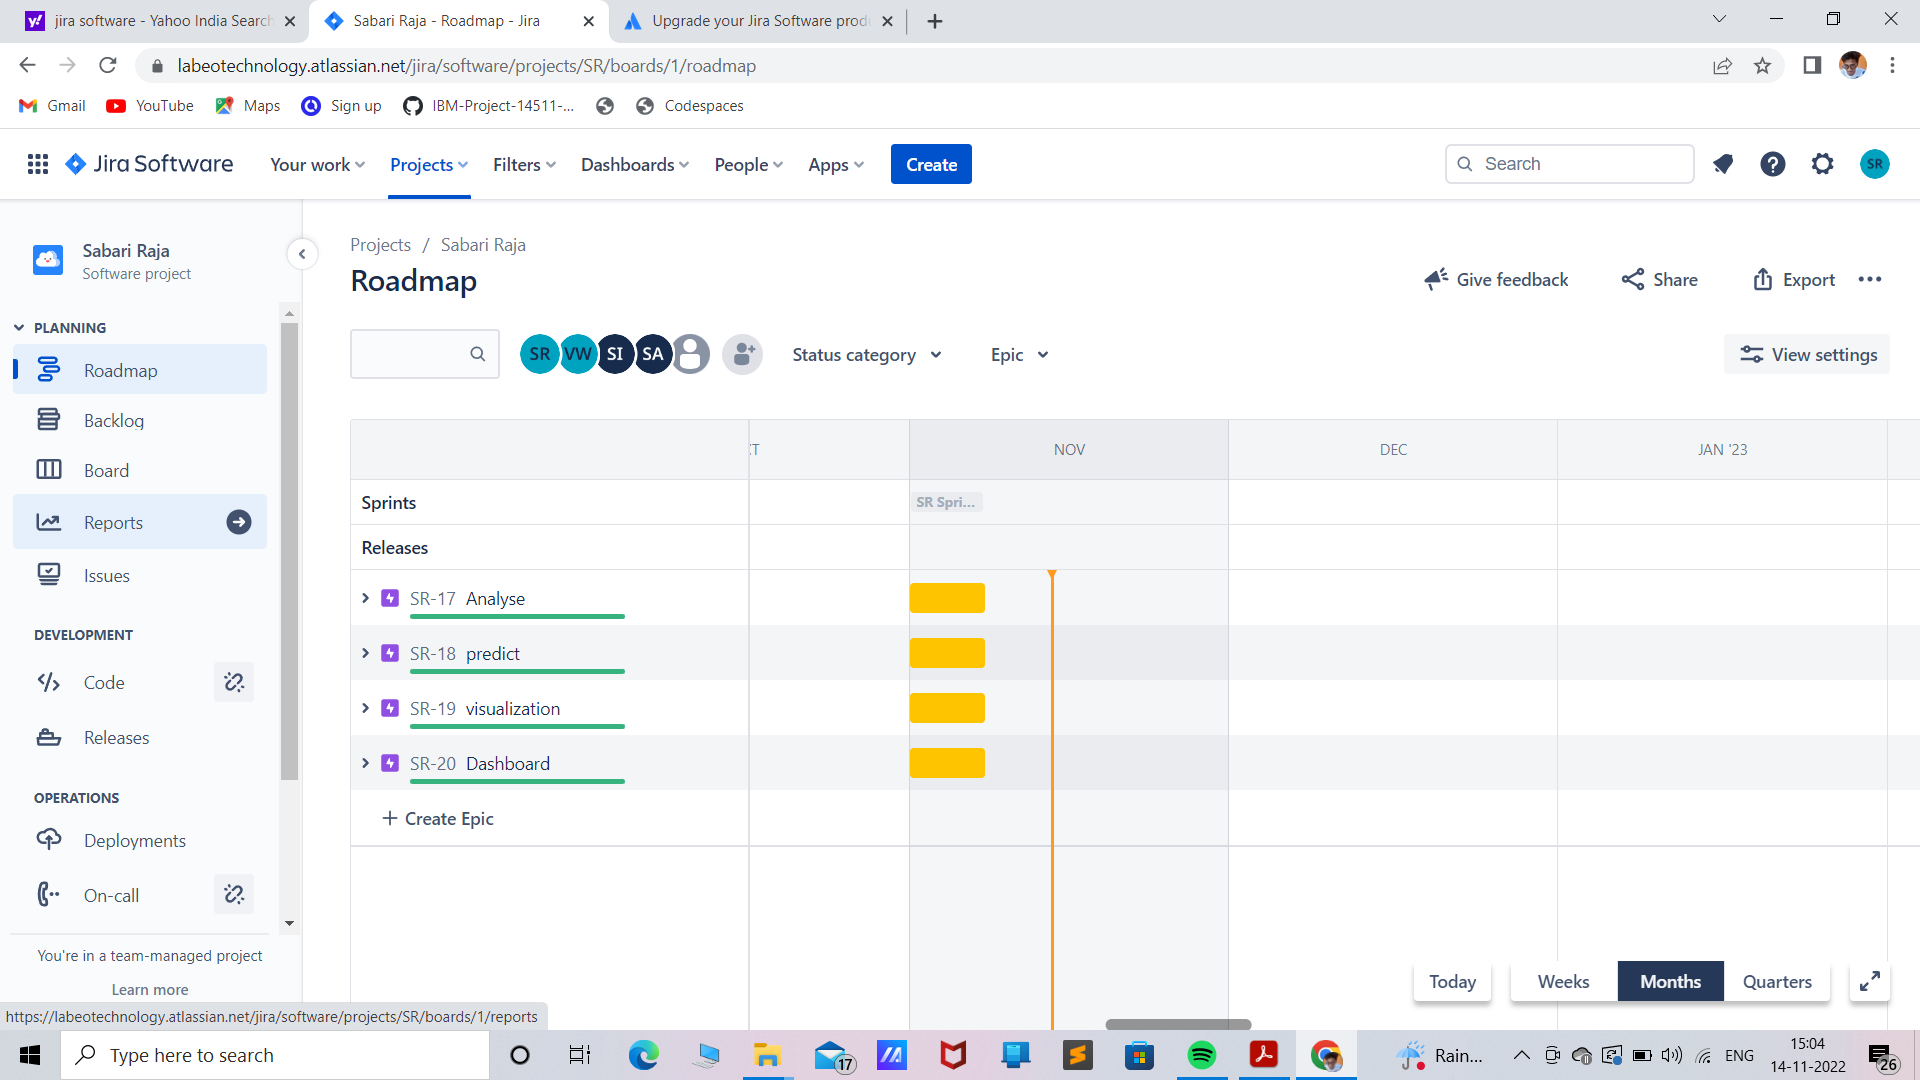 jira software - Yahoo India Search
Sabari Raja - Roadmap - Jira
Upgrade your Jira Software prod
labeotechnology.atlassian.net/jira/software/projects/SR/boards/1/roadmap
Gmail
YouTube
Maps
Sign up
IBM-Project-14511-...
Codespaces
Jira Software
Your work
Projects
Filters
Dashboards
People
Apps
Create
Search
SR
Sabari Raja
Software project
Projects / Sabari Raja
Roadmap
Give feedback
Share
Export
PLANNING
Roadmap
Backlog
Board
Reports
Issues
DEVELOPMENT
Code
Releases
OPERATIONS
Deployments
On-call
You're in a team-managed project
Learn more
SR
VW
SI
SA
Status category
Epic
View settings
CT
NOV
DEC
JAN '23
Sprints
SR Spri...
Releases
SR-17 Analyse
SR-18 predict
SR-19 visualization
SR-20 Dashboard
+ Create Epic
Today
Weeks
Months
Quarters
https://labeotechnology.atlassian.net/jira/software/projects/SR/boards/1/reports
Type here to search
17
Rain...
ENG
15:04
14-11-2022
26